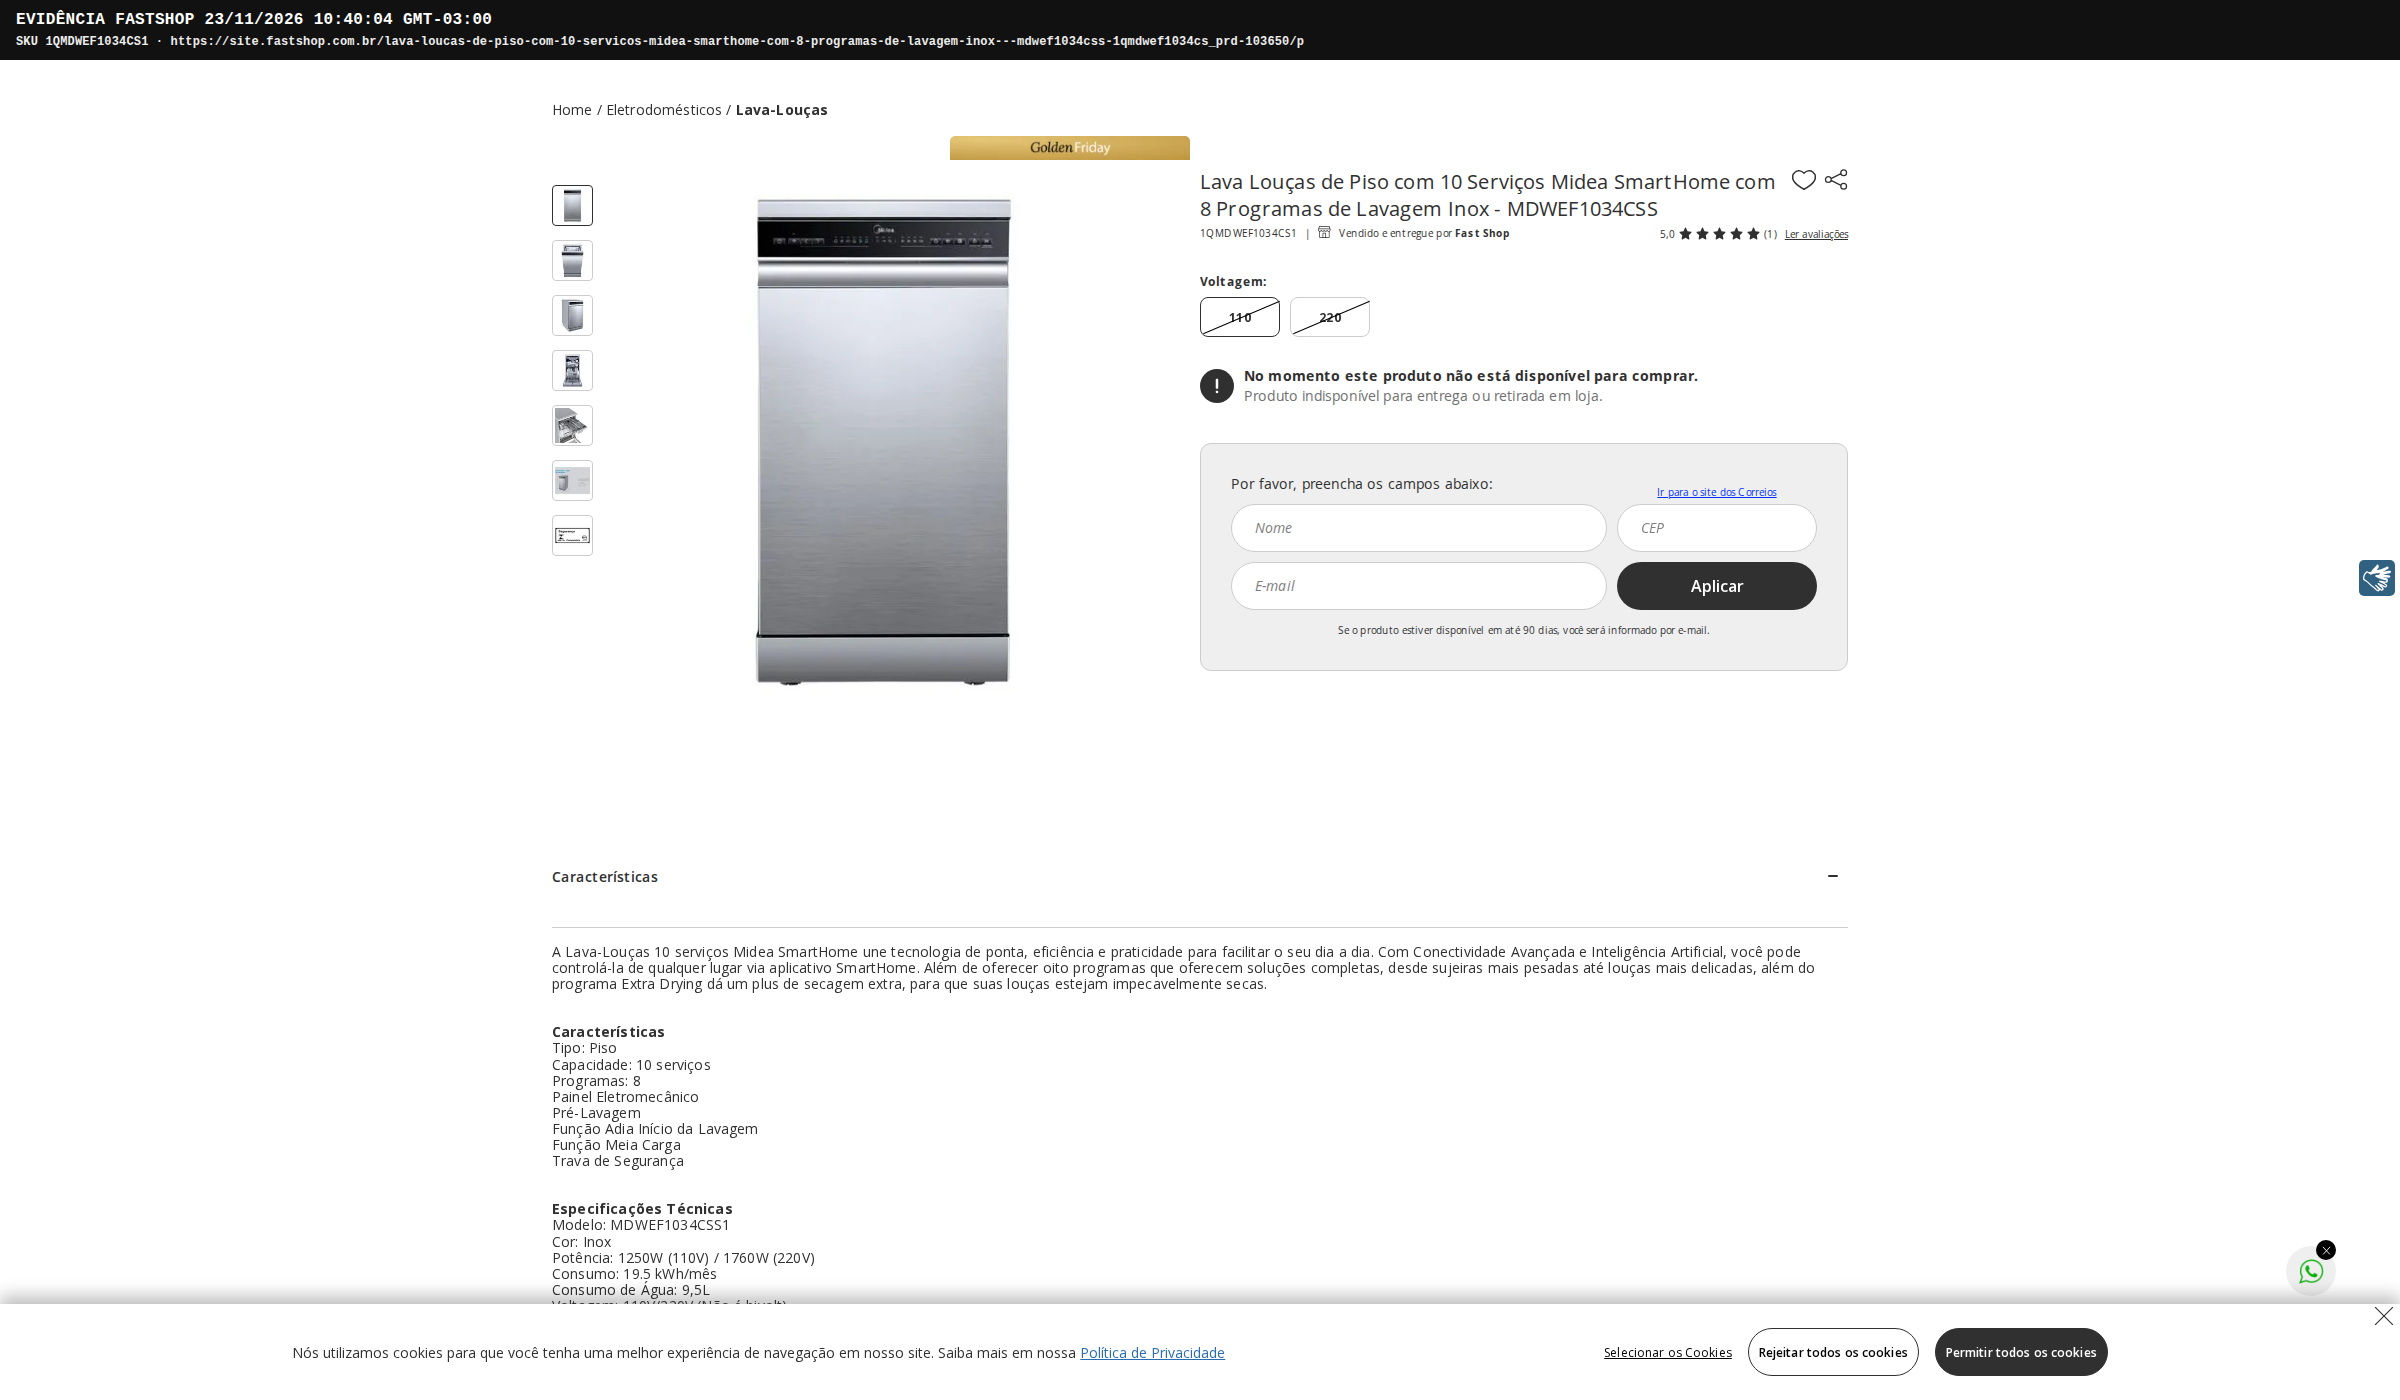 EVIDÊNCIA FASTSHOP 23/11/2026 10:40:04 GMT-03:00
SKU 1QMDWEF1034CS1 · https://site.fastshop.com.br/lava-loucas-de-piso-com-10-servicos-midea-smarthome-com-8-programas-de-lavagem-inox---mdwef1034css-1qmdwef1034cs_prd-103650/p
Home / Eletrodomésticos / Lava-Louças
Golden Friday
Lava Louças de Piso com 10 Serviços Midea SmartHome com
8 Programas de Lavagem Inox - MDWEF1034CSS
1QMDWEF1034CS1 | Vendido e entregue por Fast Shop
5,0 (1) Ler avaliações
Midea
Voltagem:
110 220
No momento este produto não está disponível para comprar.
Produto indisponível para entrega ou retirada em loja.
Por favor, preencha os campos abaixo:
Ir para o site dos Correios
Nome CEP
E-mail Aplicar
Se o produto estiver disponível em até 90 dias, você será informado por e-mail.
Características
A Lava-Louças 10 serviços Midea SmartHome une tecnologia de ponta, eficiência e praticidade para facilitar o seu dia a dia. Com Conectividade Avançada e Inteligência Artificial, você pode
controlá-la de qualquer lugar via aplicativo SmartHome. Além de oferecer oito programas que oferecem soluções completas, desde sujeiras mais pesadas até louças mais delicadas, além do
programa Extra Drying dá um plus de secagem extra, para que suas louças estejam impecavelmente secas.
Características
Tipo: Piso
Capacidade: 10 serviços
Programas: 8
Painel Eletromecânico
Pré-Lavagem
Função Adia Início da Lavagem
Função Meia Carga
Trava de Segurança
Especificações Técnicas
Modelo: MDWEF1034CSS1
Cor: Inox
Potência: 1250W (110V) / 1760W (220V)
Consumo: 19.5 kWh/mês
Consumo de Água: 9,5L
Voltagem: 110V/220V (Não é bivolt)
Nós utilizamos cookies para que você tenha uma melhor experiência de navegação em nosso site. Saiba mais em nossa Política de Privacidade
Selecionar os Cookies
Rejeitar todos os cookies
Permitir todos os cookies